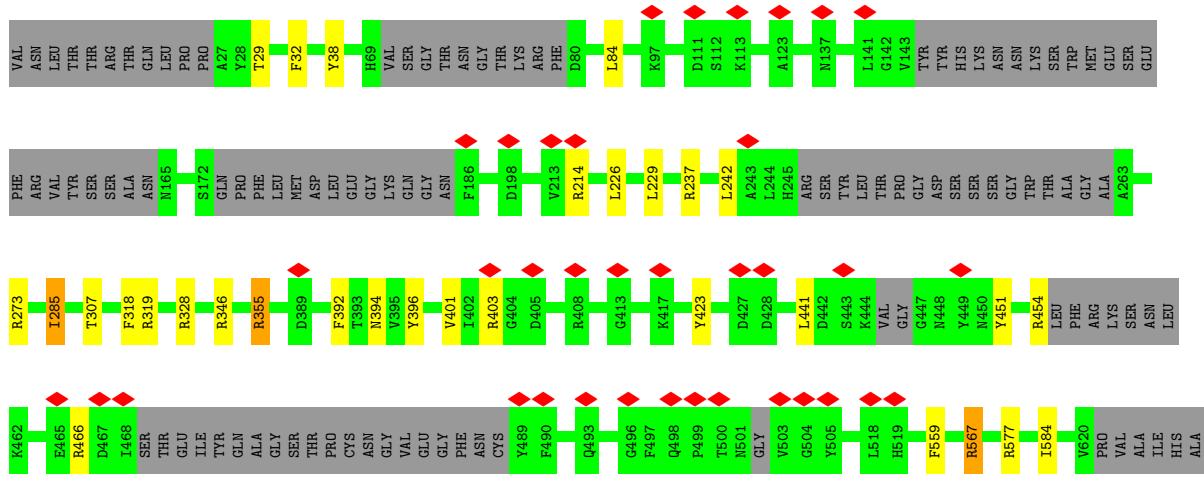 VAL ASN LEU THR THR ARG THR GLN LEU PRO PRO A27 Y28 T29 F32 Y38 H69 VAL SER GLY THR ASN GLY THR LYS ARG PHE D80 L84 K97 D111 S112 K113 A123 N137 L141 G142 V143 TYR TYR HIS LYS ASN ASN LYS SER TRP MET GLU SER GLU
PHE ARG VAL TYR SER SER ALA ASN N165 S172 GLN PRO PHE LEU MET ASP LEU GLU GLY LYS GLN GLY ASN F186 D198 V213 R214 L226 L229 R237 L242 A243 L244 H245 ARG SER TYR LEU THR PRO GLY ASP SER SER SER GLY TRP THR ALA GLY ALA A263
R273 I285 T307 F318 R319 R328 R346 R355 D389 F392 T393 N394 V395 Y396 V401 I402 R403 G404 D405 R408 G413 K417 Y423 D427 D428 L441 D442 S443 K444 VAL GLY G447 N448 Y449 N450 Y451 R454 LEU PHE ARG LYS SER ASN LEU
K462 E465 R466 D467 I468 SER THR GLU ILE TYR GLN ALA GLY SER THR PRO CYS ASN GLY VAL GLU GLY PHE ASN CYS Y489 F490 Q493 G496 F497 Q498 P499 T500 N501 GLY V503 G504 Y505 L518 H519 F559 R567 R577 I584 V620 PRO VAL ALA ILE HIS ALA